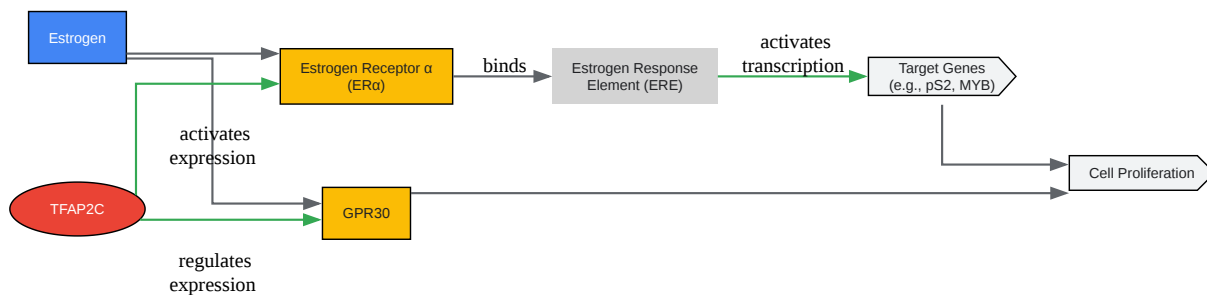 Estrogen
Estrogen Receptor α
(ERα)
binds
Estrogen Response
Element (ERE)
activates
transcription
Target Genes
(e.g., pS2, MYB)
activates
expression
Cell Proliferation
TFAP2C
GPR30
regulates
expression